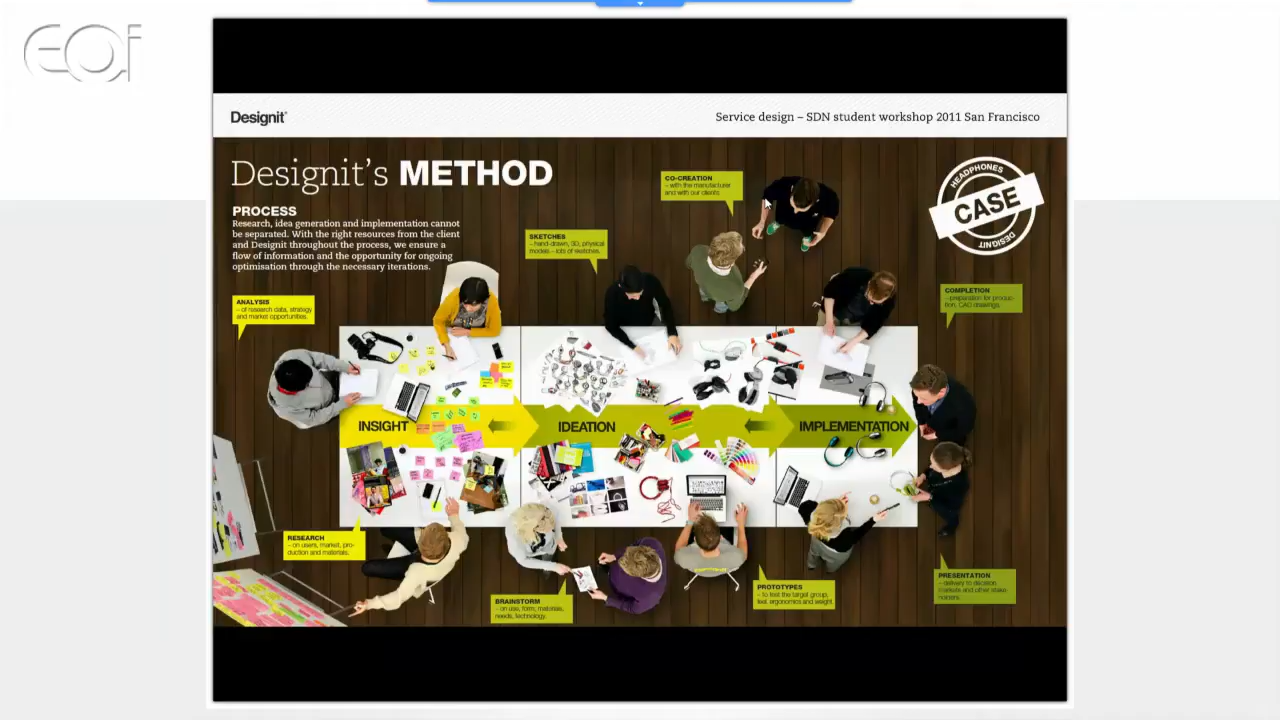 eai
Designit
Service design – SDN student workshop 2011 San Francisco
Designit's METHOD
PROCESS
Research, idea generation and implementation cannot
be separated. With the right resources from the client
and Designit throughout the process, we ensure a
flow of information and the opportunity for ongoing
optimisation through the necessary iterations.
CO-CREATION
– with the manufacturer
and with our clients
HEADPHONES
CASE
DESIGNIT
SKETCHES
– hand-drawn, 3D, physical
models – lots of sketches.
ANALYSIS
– of research data, strategy
and market opportunities.
COMPLETION
– preparation for produc-
tion, CAD drawings.
INSIGHT
IDEATION
IMPLEMENTATION
RESEARCH
– on users, market, pro-
duction and materials.
BRAINSTORM
– on use, form, materials,
needs, technology.
PROTOTYPES
– to test the target group,
feel, ergonomics and weight.
PRESENTATION
– delivery to decision
makers and other stake-
holders.